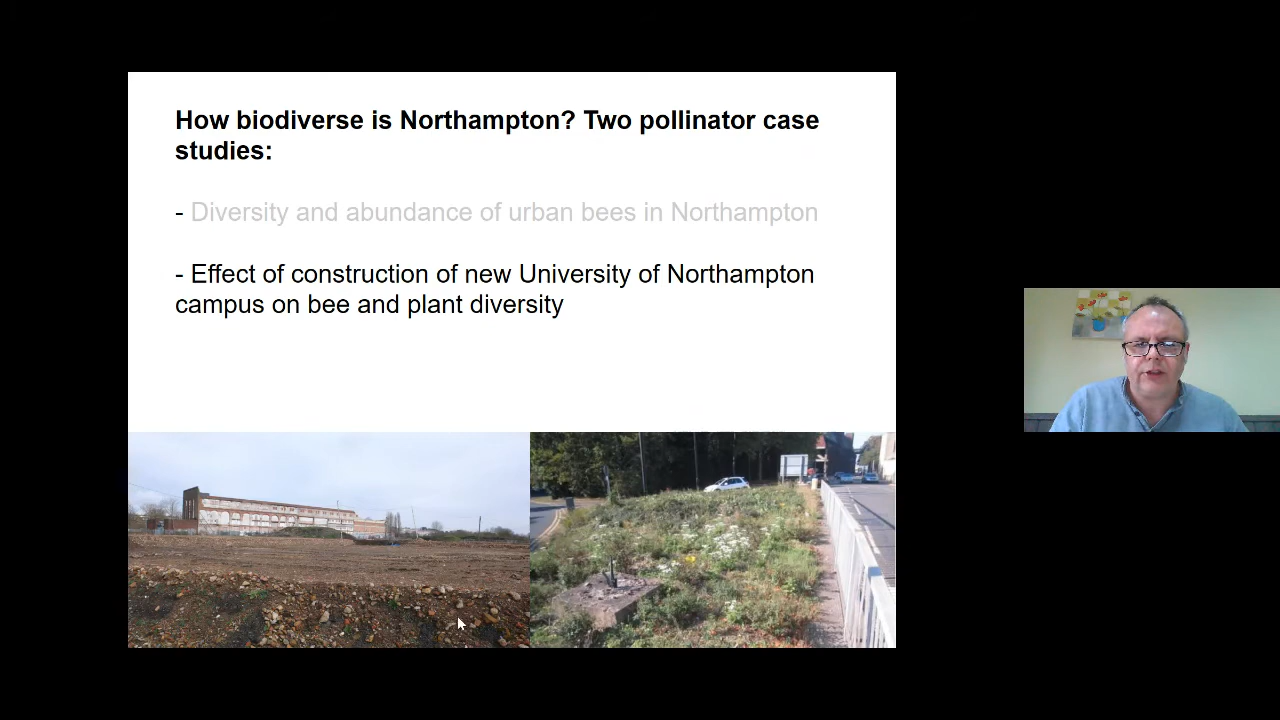 How biodiverse is Northampton? Two pollinator case
studies:
- Diversity and abundance of urban bees in Northampton
- Effect of construction of new University of Northampton
campus on bee and plant diversity